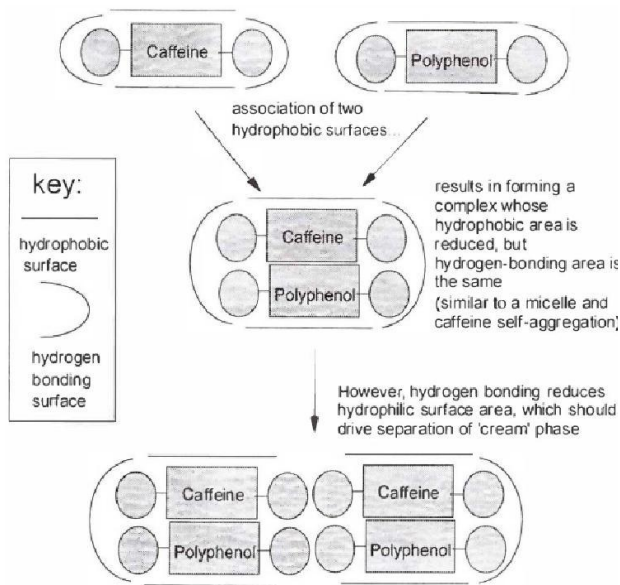 Caffeine
Polyphenol
association of two
hydrophobic surfaces...
key:
hydrophobic
surface
hydrogen
bonding
surface
Caffeine
Polyphenol
results in forming a
complex whose
hydrophobic area is
reduced, but
hydrogen-bonding area is
the same
(similar to a micelle and
caffeine self-aggregation)
However, hydrogen bonding reduces
hydrophilic surface area, which should
drive separation of 'cream' phase
Caffeine
Caffeine
Polyphenol
Polyphenol